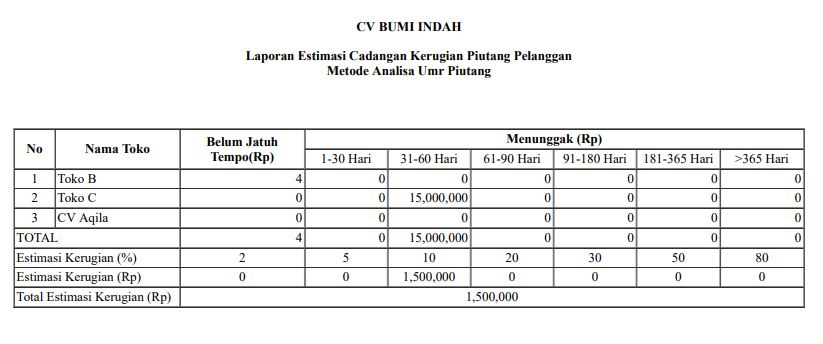 CV BUMI INDAH
Laporan Estimasi Cadangan Kerugian Piutang Pelanggan
Metode Analisa Umr Piutang
No Nama Toko Belum Jatuh Tempo(Rp) Menunggak (Rp)
1-30 Hari 31-60 Hari 61-90 Hari 91-180 Hari 181-365 Hari >365 Hari
1 Toko B 4 0 0 0 0 0 0
2 Toko C 0 0 15,000,000 0 0 0 0
3 CV Aqila 0 0 0 0 0 0 0
TOTAL 4 0 15,000,000 0 0 0 0
Estimasi Kerugian (%) 2 5 10 20 30 50 80
Estimasi Kerugian (Rp) 0 0 1,500,000 0 0 0 0
Total Estimasi Kerugian (Rp) 1,500,000